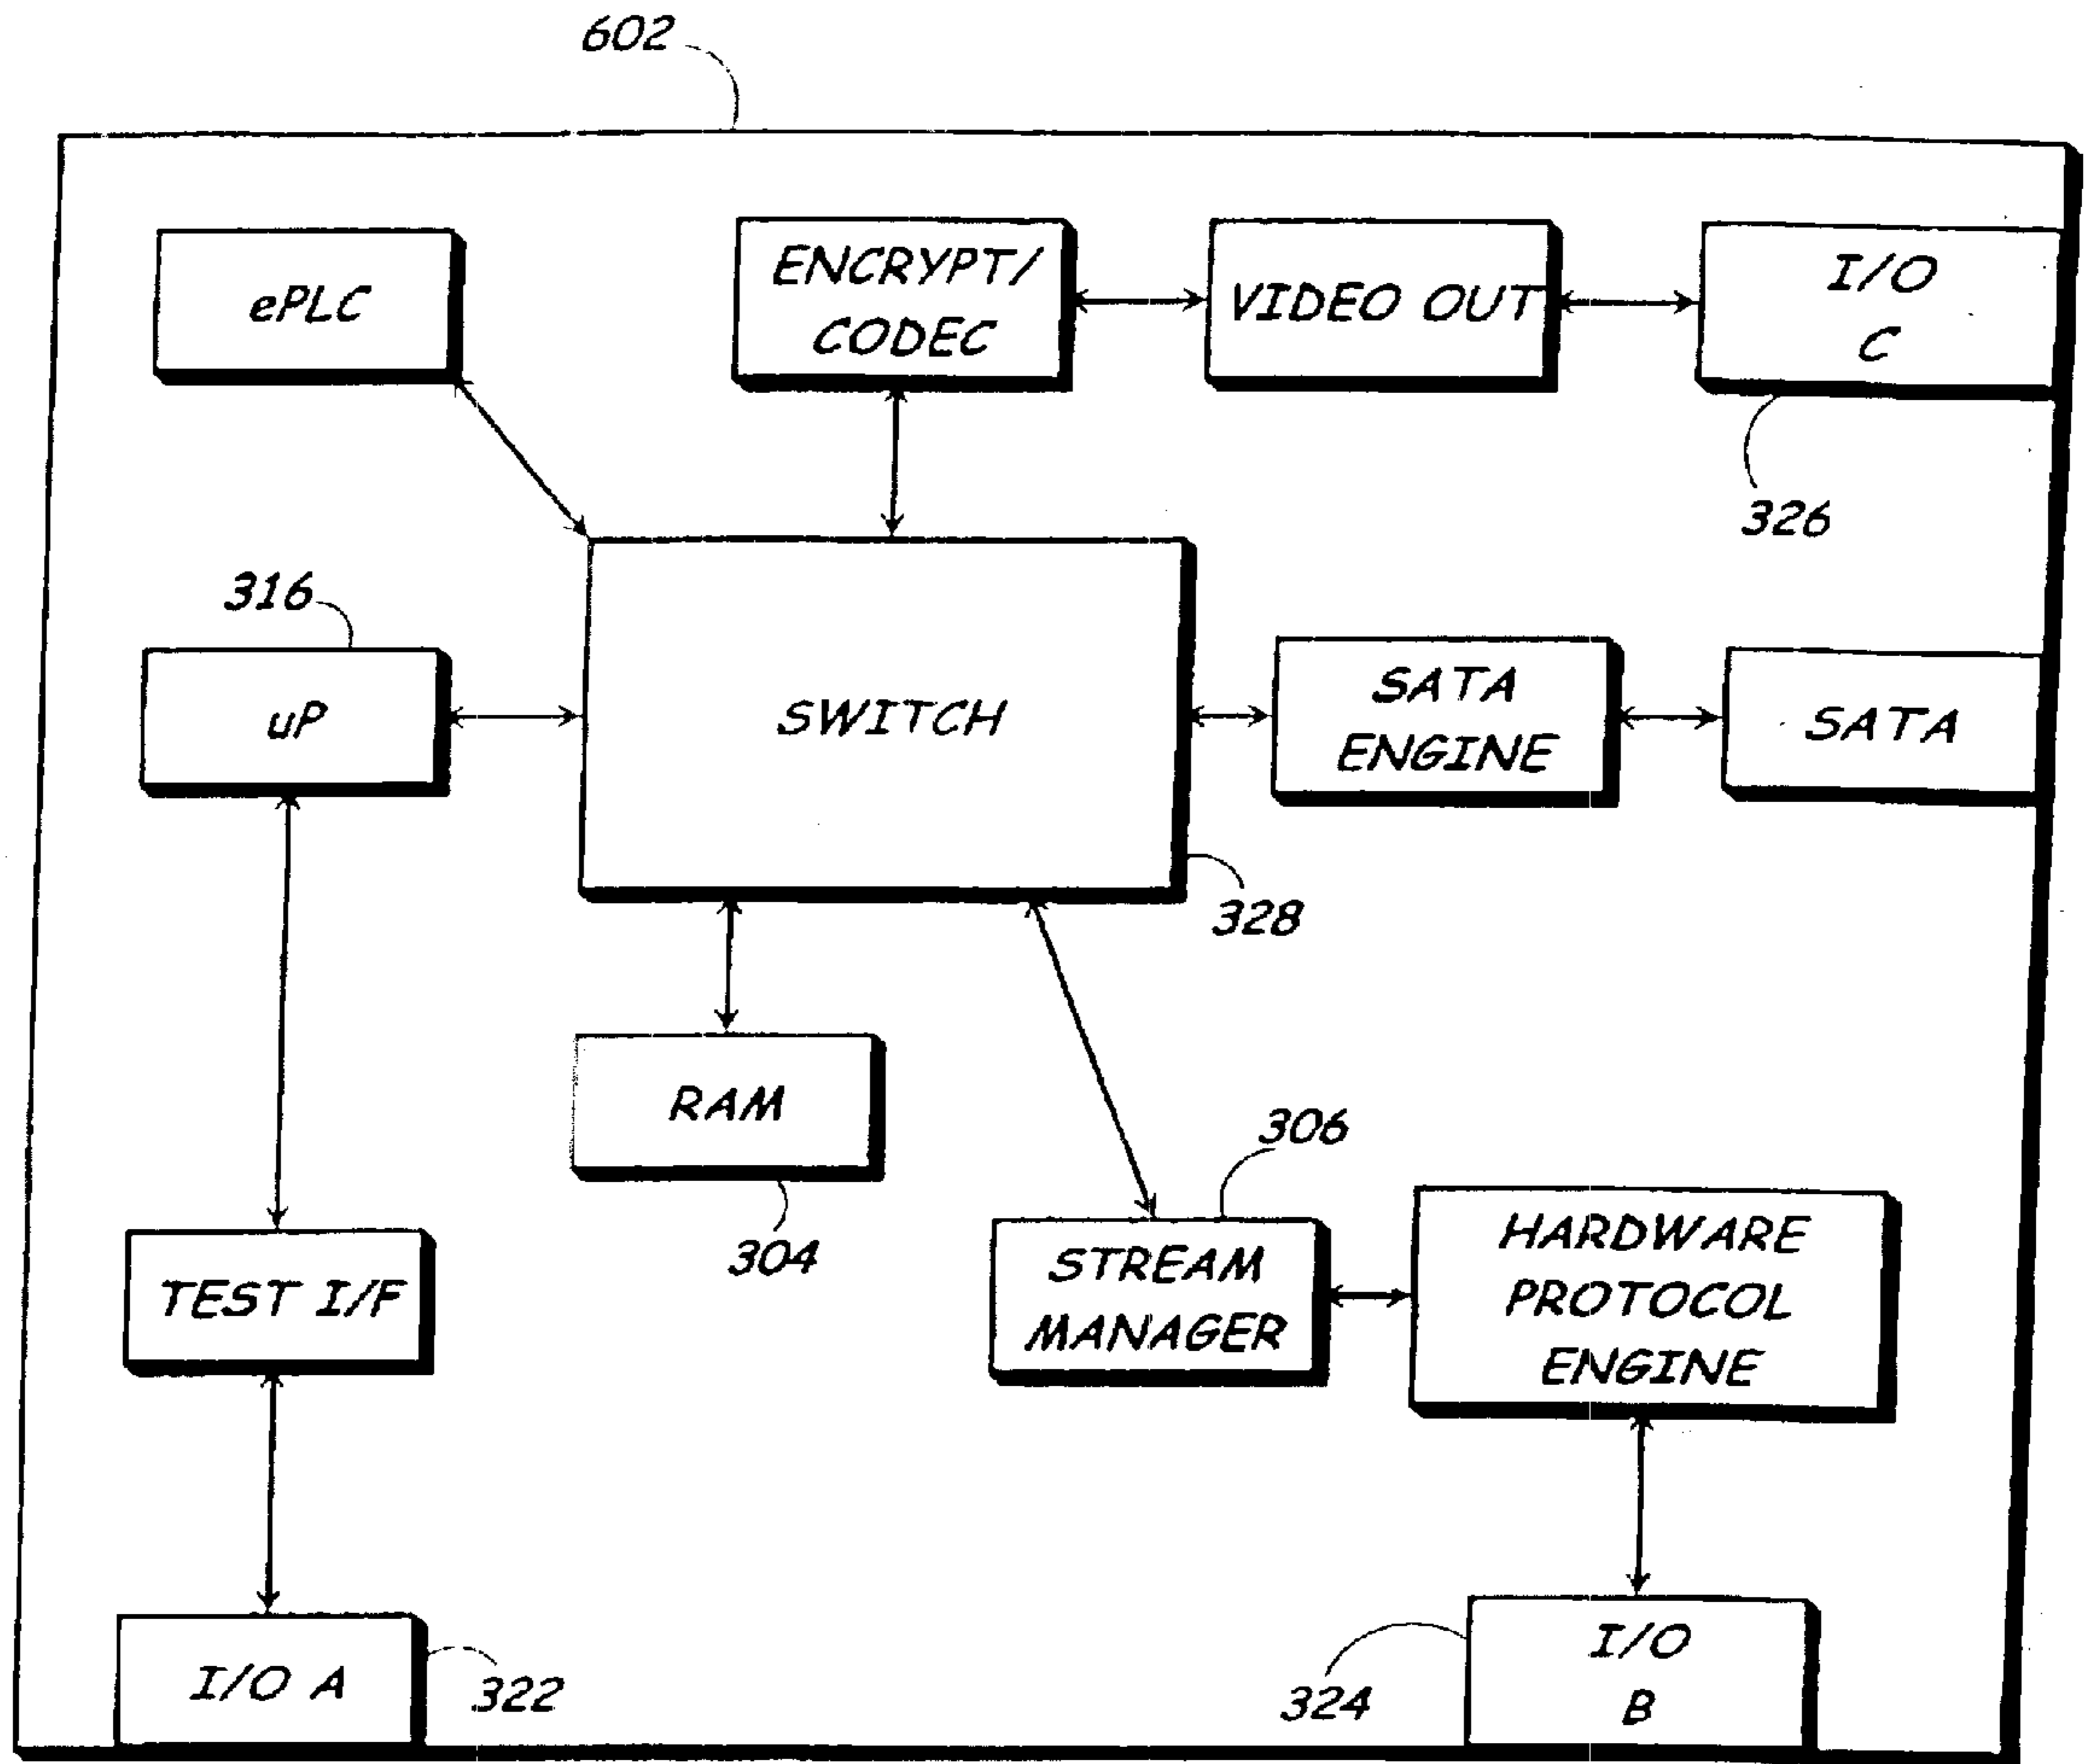 602
ePLC
ENCRYPT/
CODEC
VIDEO OUT
I/O
C
326
316
uP
SWITCH
SATA
ENGINE
SATA
328
RAM
304
306
STREAM
MANAGER
HARDWARE
PROTOCOL
ENGINE
TEST I/F
I/O A
322
324
I/O
B